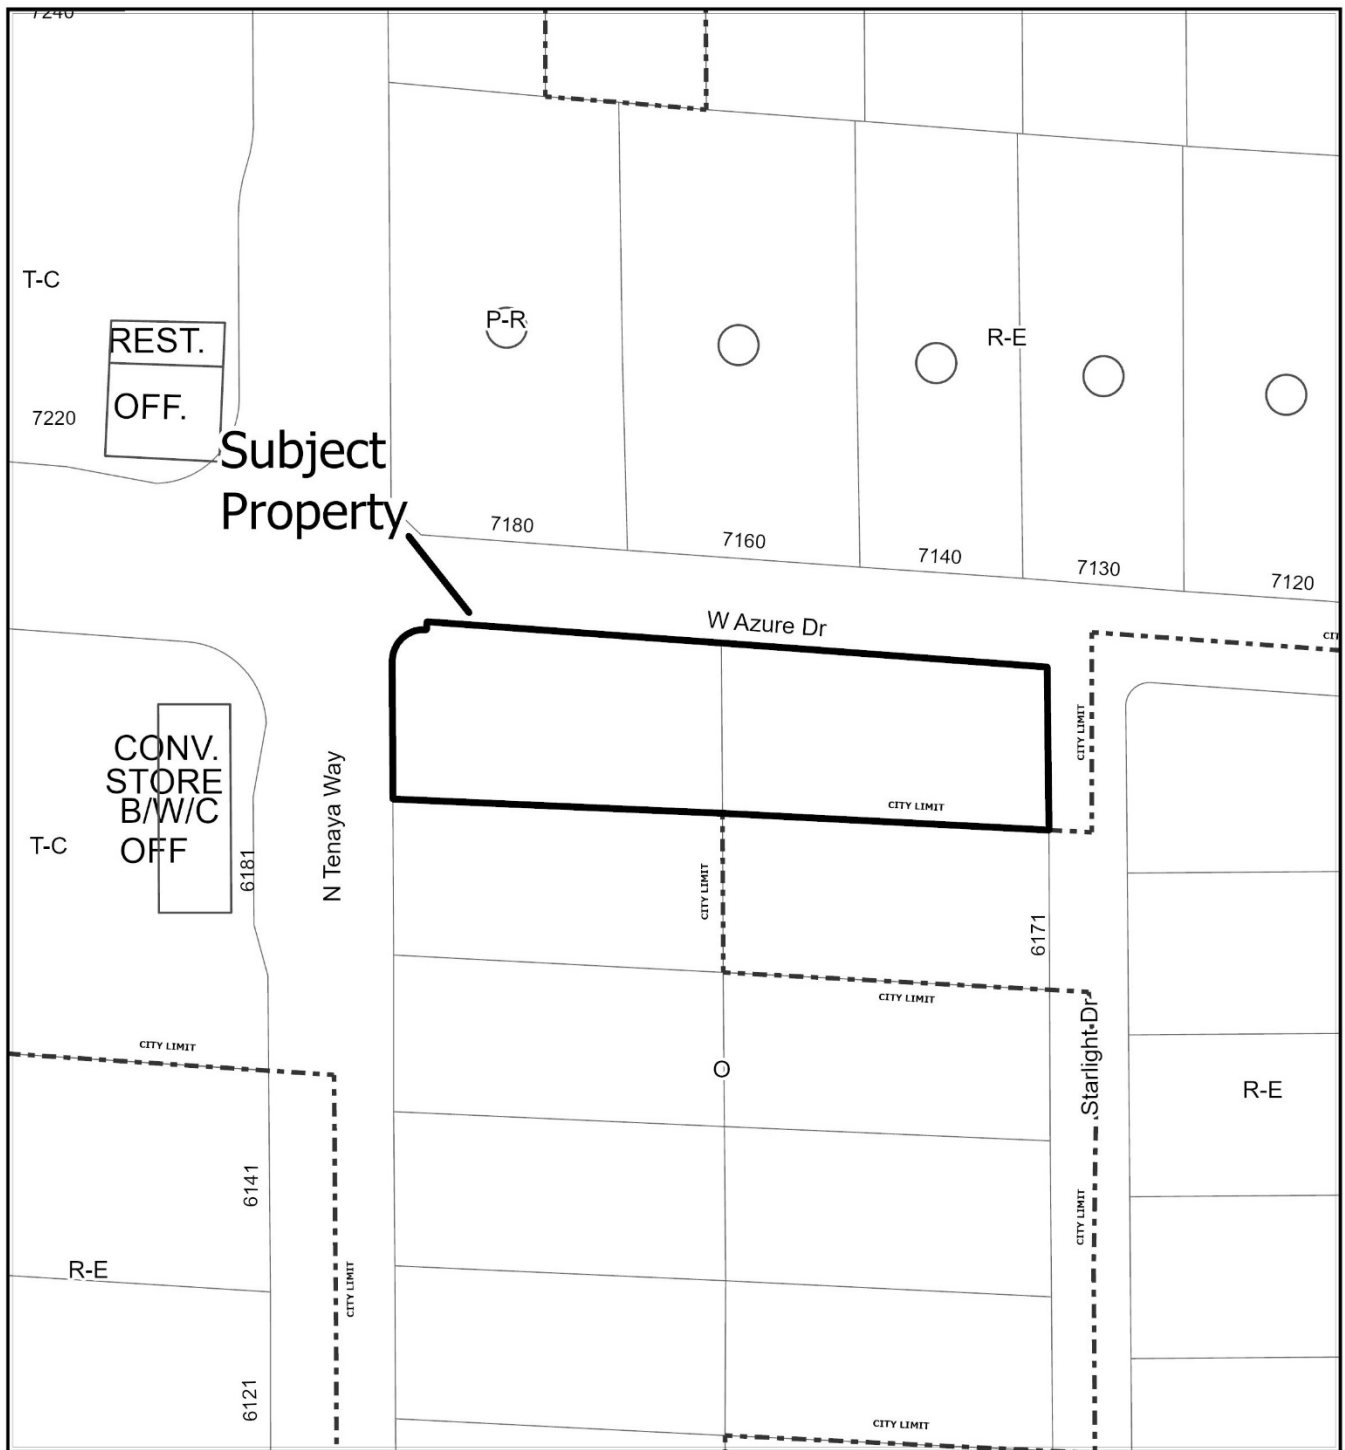 7240
T-C
P-R
R-E
REST.
OFF.
7220
Subject
Property
7180
7160
7140
7130
7120
W Azure Dr
CITY LIMIT
CONV.
STORE
B/W/C
OFF
T-C
6181
N Tenaya Way
CITY LIMIT
CITY LIMIT
6171
CITY LIMIT
Starlight Dr
CITY LIMIT
O
R-E
6141
CITY LIMIT
R-E
CITY LIMIT
6121
CITY LIMIT